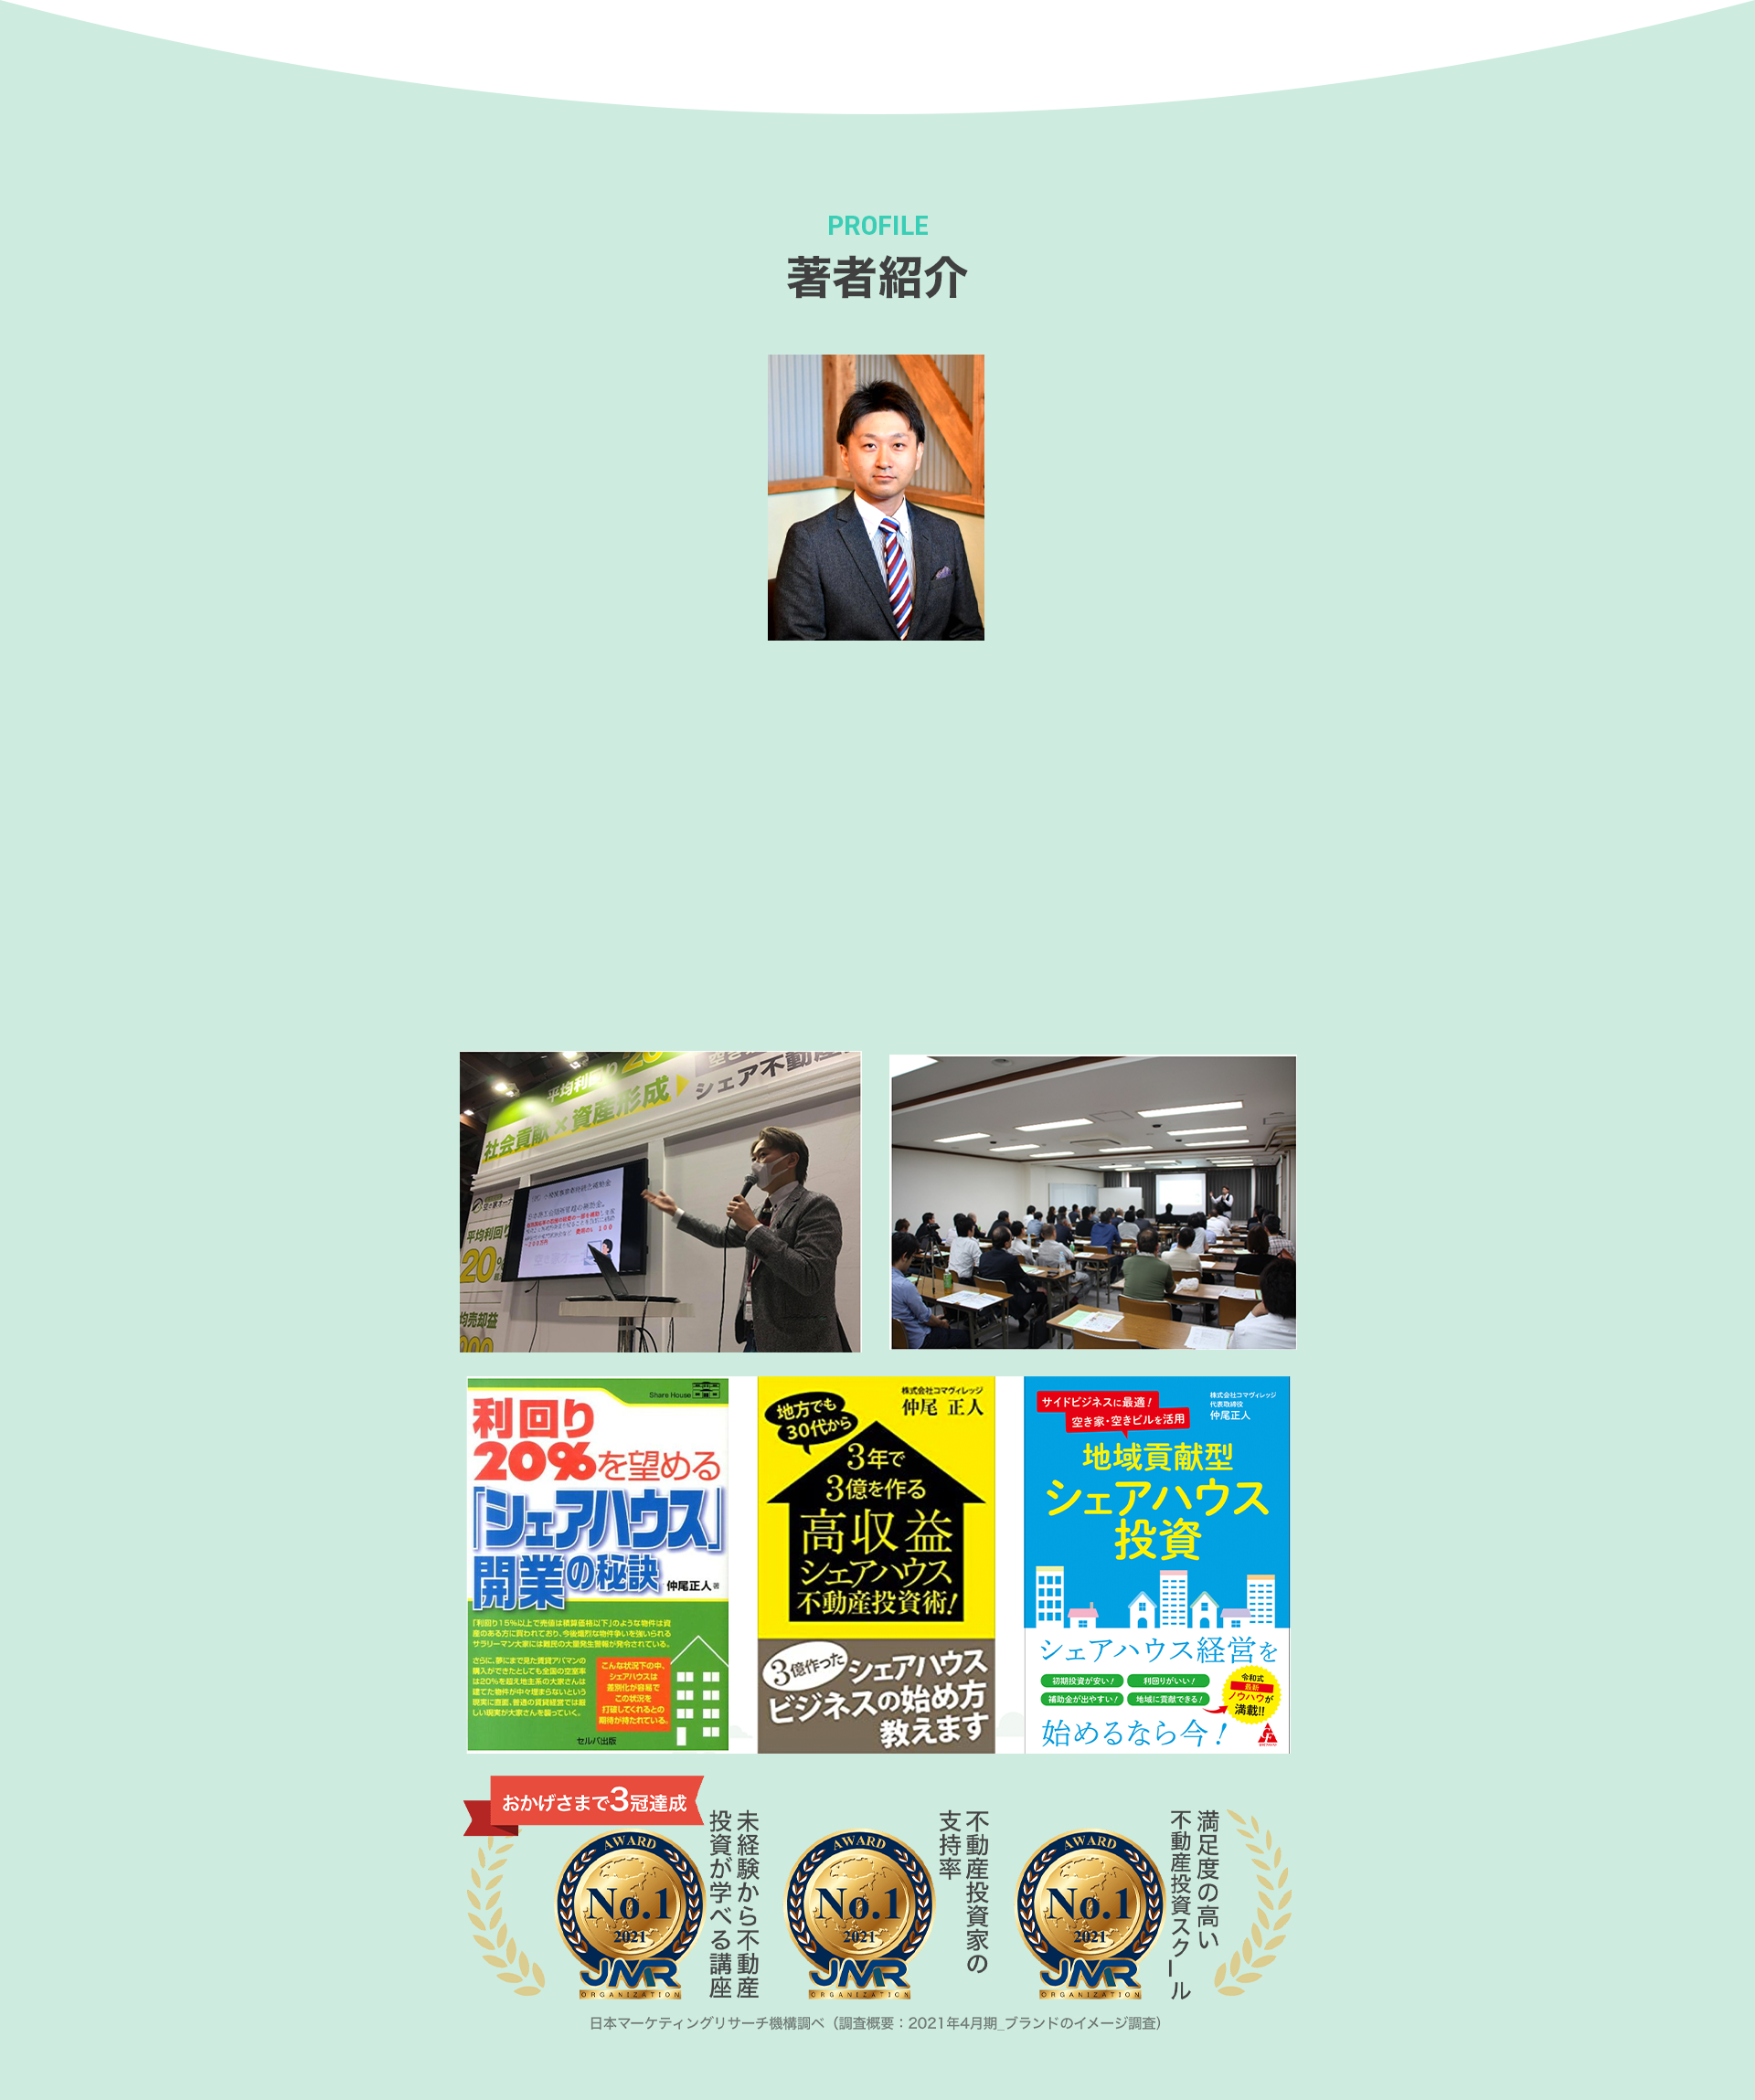 PROFILE
著者紹介
平均利回り 20
社会貢献×資産形成
シェア不動産
平均利回り
20%
均売却益
Share House
利回り
20%を望める
「シェアハウス」
開業の秘訣
仲尾正人 著
「利回り15%以上で売値は積算価格以下」のような物件は資
産のある方に買われており、今後熾烈な物件争いを強いられる
サラリーマン大家には難民の大量発生警報が発令されている。
さらに、夢にまで見た賃貸アパマンの
購入ができたとしても全国の空室率
は20%を超え地主系の大家さんは
建てた物件が中々埋まらないという
現実に直面、普通の賃貸経営では厳
しい現実が大家さんを襲っていく。
こんな状況下の中、
シェアハウスは
差別化が容易で
この状況を
打破してくれるとの
期待が持たれている。
セルバ出版
地方でも
30代から
株式会社コマヴィレッジ
仲尾 正人
3年で
3億を作る
高収益
シェアハウス
不動産投資術!
3億作った
シェアハウス
ビジネスの始め方
教えます
サイドビジネスに最適!
空き家・空きビルを活用
株式会社コマヴィレッジ
代表取締役
仲尾正人
地域貢献型
シェアハウス
投資
シェアハウス経営を
初期投資が安い!
利回りがいい!
補助金が出やすい!
地域に貢献できる!
令和式
最新
ノウハウが
満載!!
始めるなら今!
おかげさまで3冠達成
AWARD
No.1
2021
JMR
ORGANIZATION
未経験から不動産
投資が学べる講座
AWARD
No.1
2021
JMR
ORGANIZATION
不動産投資家の
支持率
AWARD
No.1
2021
JMR
ORGANIZATION
満足度の高い
不動産投資スクール
日本マーケティングリサーチ機構調べ（調査概要：2021年4月期_ブランドのイメージ調査）